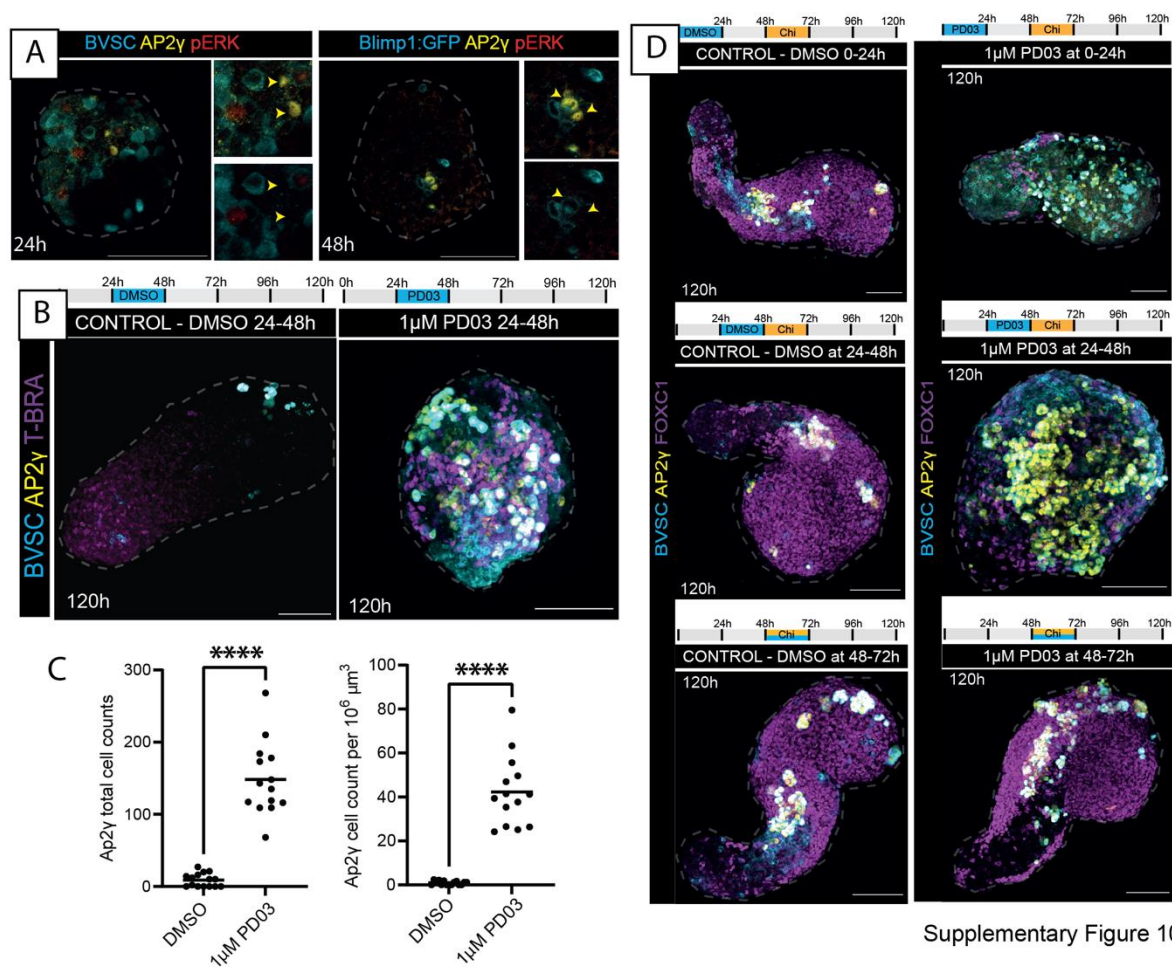 A
BVSC AP2γ pERK
24h
Blimp1:GFP AP2γ pERK
48h
B
24h 48h 72h 96h 120h
DMSO
CONTROL - DMSO 24-48h
0h 24h 48h 72h 96h 120h
PD03
1µM PD03 24-48h
BVSC AP2γ T-BRA
120h
120h
C
Ap2γ total cell counts
300
200
100
0
****
DMSO
1µM PD03
Ap2γ cell count per 10⁶ µm³
100
80
60
40
20
0
****
DMSO
1µM PD03
D
BVSC AP2γ FOXC1
24h 48h 72h 96h 120h
DMSO Chi
CONTROL - DMSO 0-24h
120h
24h 48h 72h 96h 120h
PD03 Chi
1µM PD03 at 0-24h
120h
24h 48h 72h 96h 120h
DMSO Chi
CONTROL - DMSO at 24-48h
120h
24h 48h 72h 96h 120h
PD03 Chi
1µM PD03 at 24-48h
120h
24h 48h 72h 96h 120h
Chi
CONTROL - DMSO at 48-72h
120h
24h 48h 72h 96h 120h
Chi
1µM PD03 at 48-72h
120h
Supplementary Figure 10